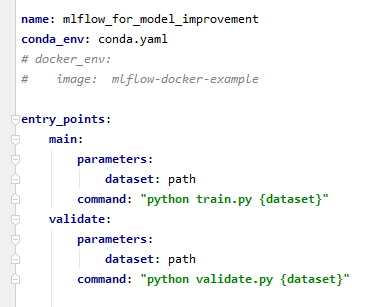 name: mlflow_for_model_improvement
conda_env: conda.yaml
# docker_env:
#    image:  mlflow-docker-example

entry_points:
    main:
        parameters:
            dataset: path
        command: "python train.py {dataset}"
    validate:
        parameters:
            dataset: path
        command: "python validate.py {dataset}"